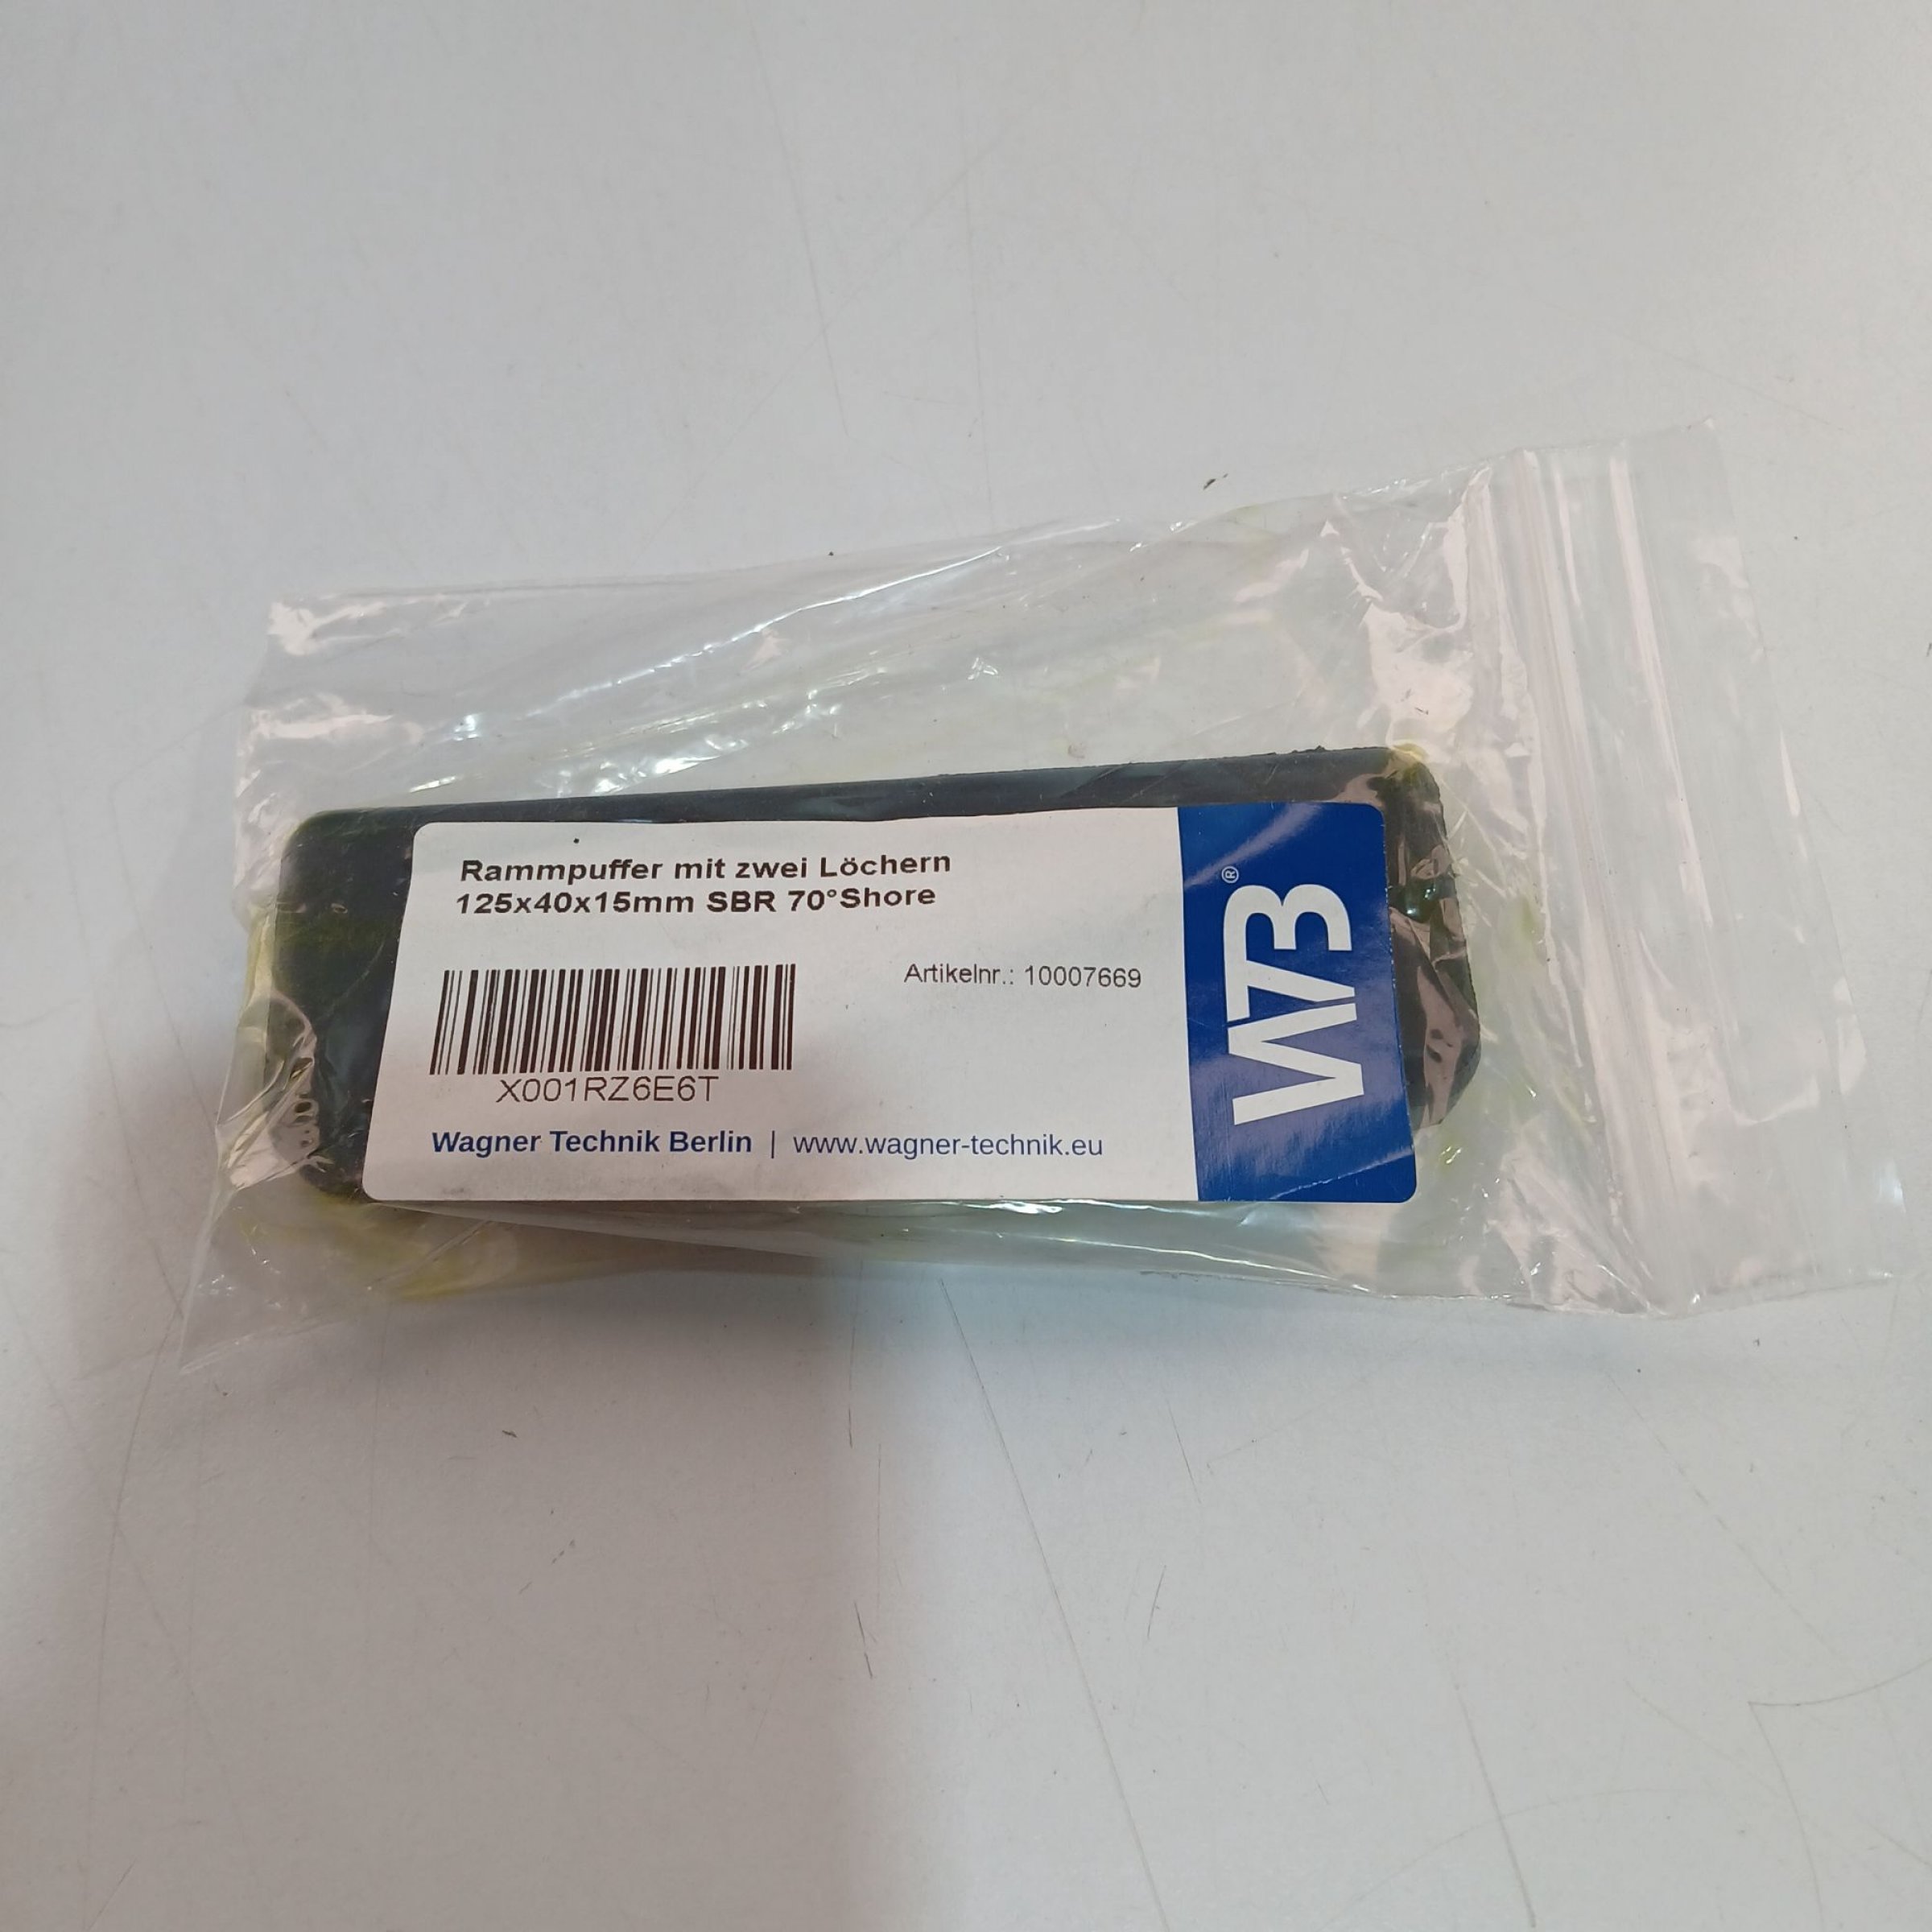 Rammpuffer mit zwei Löchern
125x40x15mm SBR 70°Shore
Artikelnr.: 10007669
X001RZ6E6T
Wagner Technik Berlin | www.wagner-technik.eu
WTB®